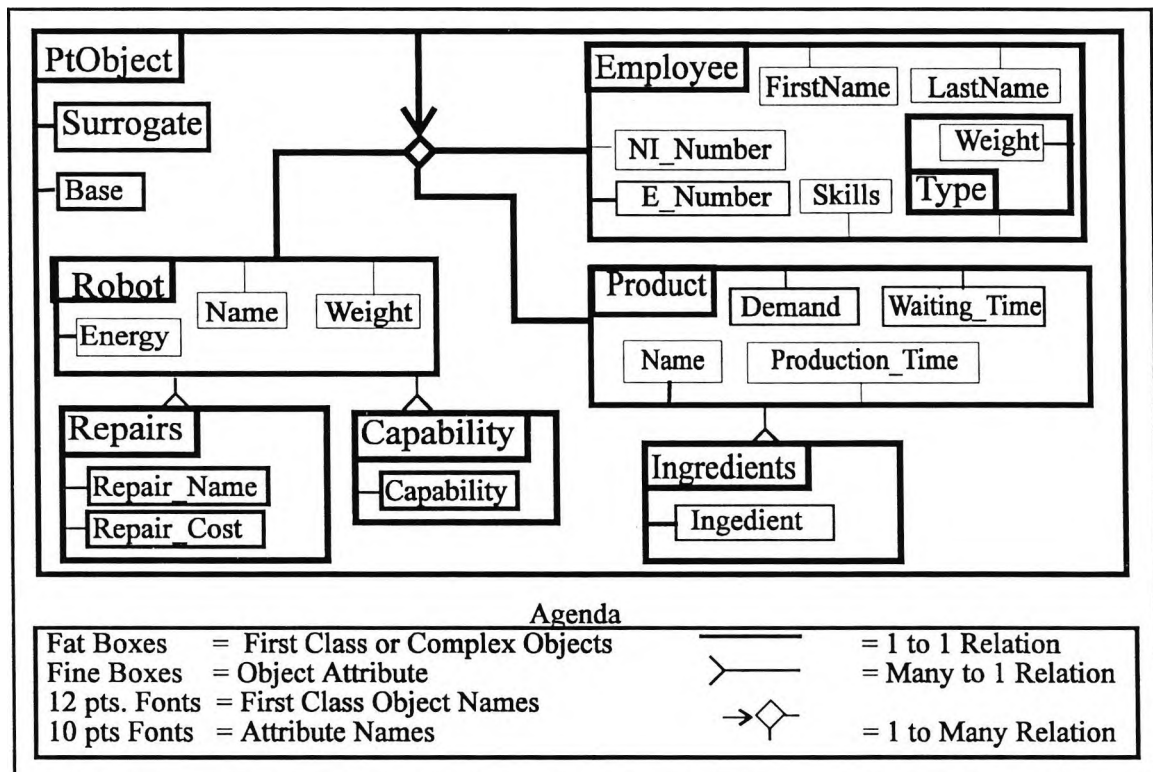 PtObject
Surrogate
Base
Employee
FirstName
LastName
NI_Number
E_Number
Skills
Weight
Type
Robot
Name
Weight
Energy
Product
Demand
Waiting_Time
Name
Production_Time
Repairs
Repair_Name
Repair_Cost
Capability
Capability
Ingredients
Ingedient
Agenda
Fat Boxes = First Class or Complex Objects
= 1 to 1 Relation
Fine Boxes = Object Attribute
= Many to 1 Relation
12 pts. Fonts = First Class Object Names
10 pts Fonts = Attribute Names
= 1 to Many Relation